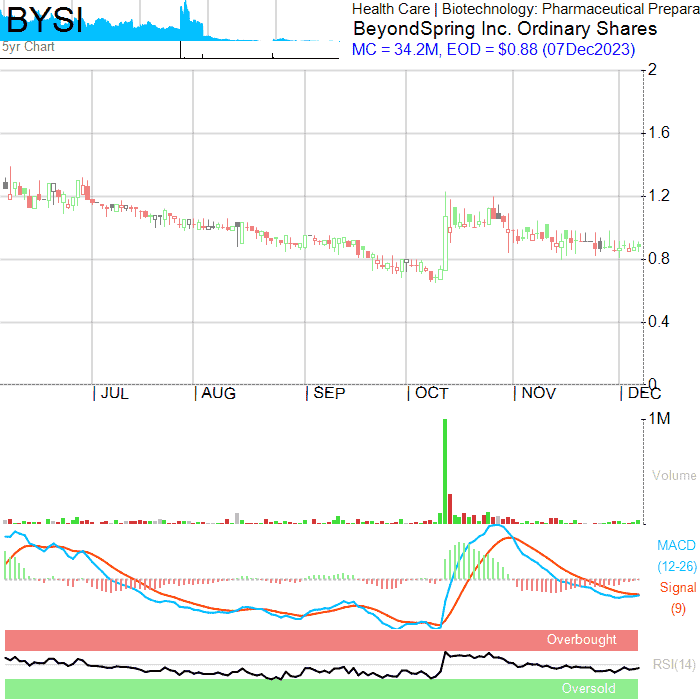 BYSI
5yr Chart
Health Care | Biotechnology: Pharmaceutical Prepara
BeyondSpring Inc. Ordinary Shares
MC = 34.2M, EOD = $0.88 (07Dec2023)
2
1.6
1.2
0.8
0.4
0
JUL AUG SEP OCT NOV DEC
1M
Volume
MACD
(12-26)
Signal
(9)
Overbought
RSI(14)
Oversold